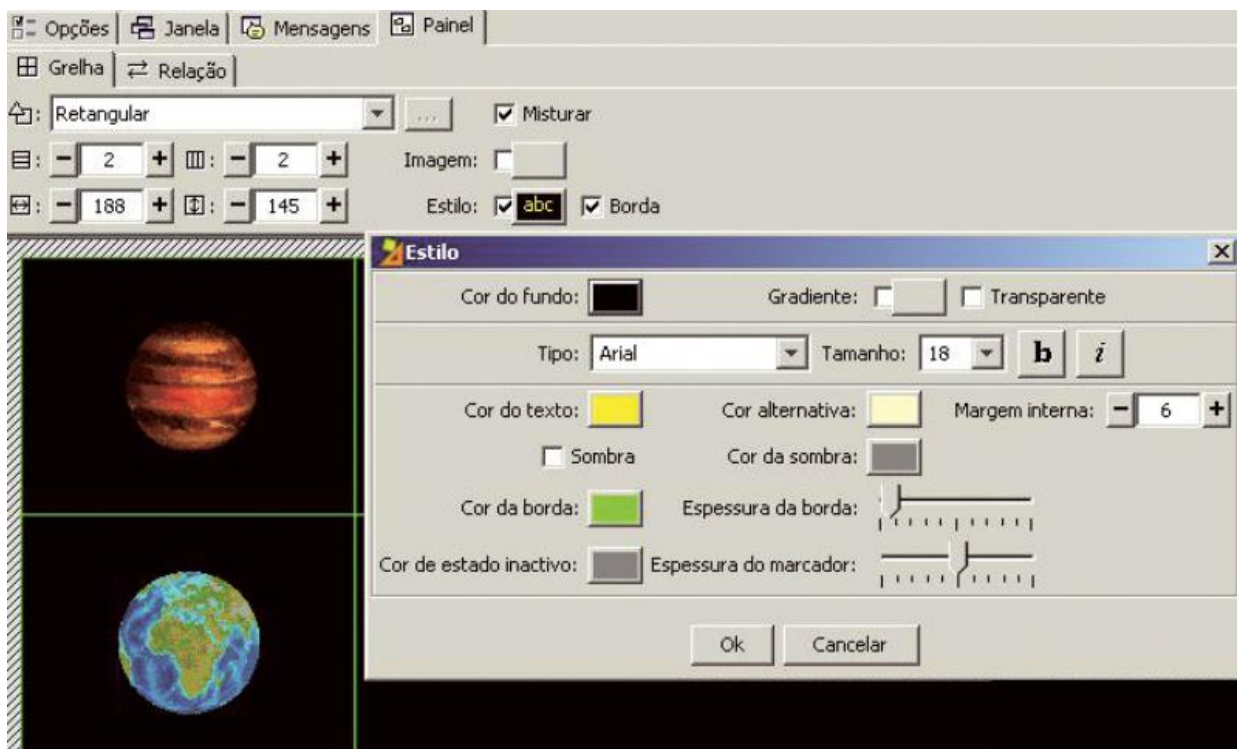 Opções Janela Mensagens Painel
Grelha Relação
: Retangular ... Misturar
: − 2 + : − 2 + Imagem:
: − 188 + : − 145 + Estilo: abc Borda
Estilo
Cor do fundo: Gradiente: Transparente
Tipo: Arial Tamanho: 18 b i
Cor do texto: Cor alternativa: Margem interna: − 6 +
Sombra Cor da sombra:
Cor da borda: Espessura da borda:
Cor de estado inactivo: Espessura do marcador:
Ok Cancelar